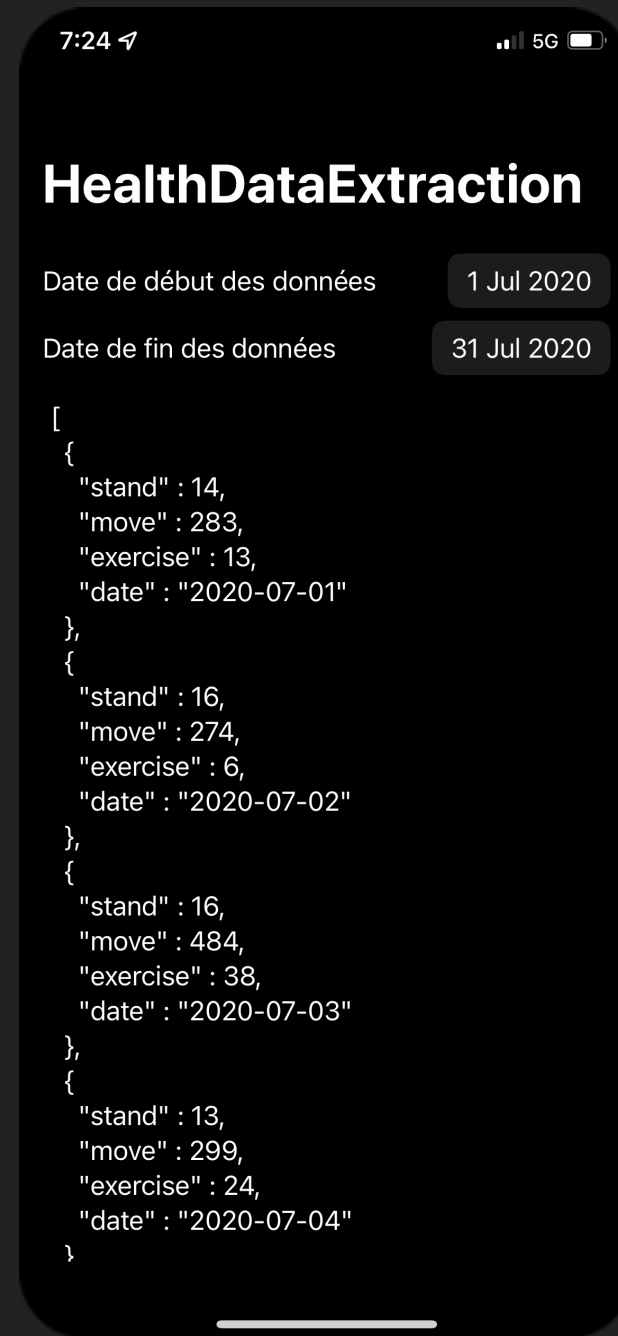 7:24
5G
HealthDataExtraction
Date de début des données
1 Jul 2020
Date de fin des données
31 Jul 2020
[
{
"stand" : 14,
"move" : 283,
"exercise" : 13,
"date" : "2020-07-01"
},
{
"stand" : 16,
"move" : 274,
"exercise" : 6,
"date" : "2020-07-02"
},
{
"stand" : 16,
"move" : 484,
"exercise" : 38,
"date" : "2020-07-03"
},
{
"stand" : 13,
"move" : 299,
"exercise" : 24,
"date" : "2020-07-04"
}